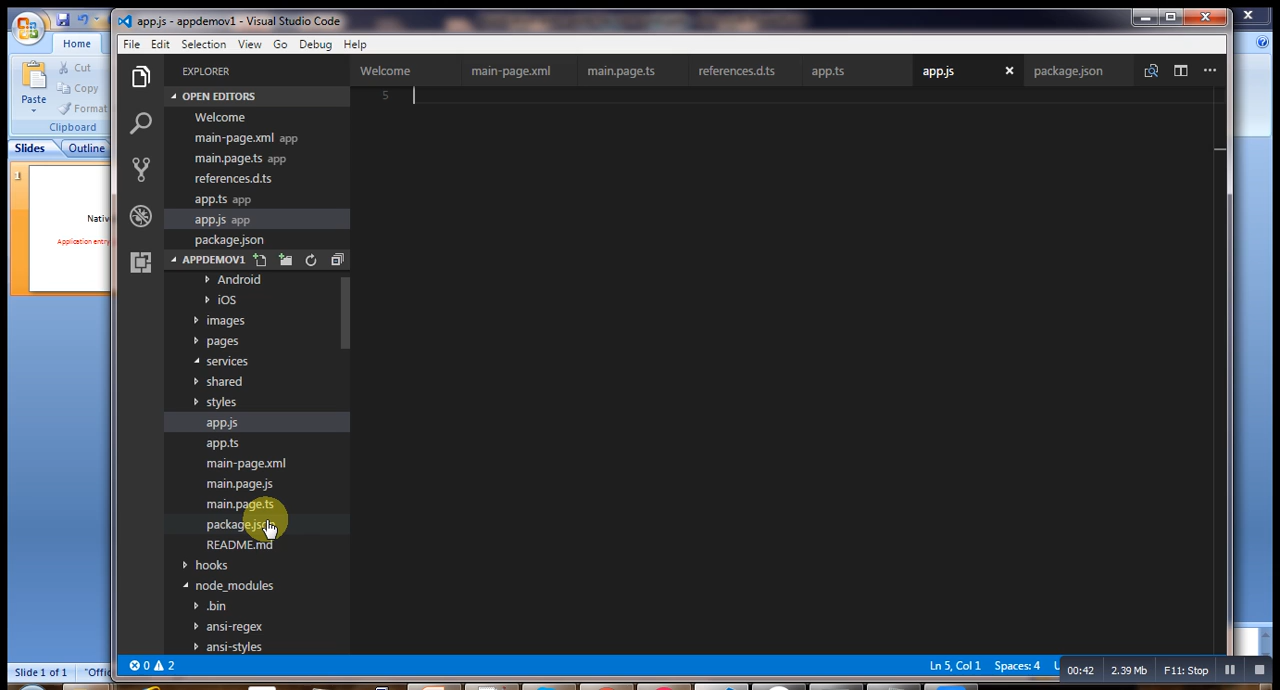 app.js - appdemov1 - Visual Studio Code
File Edit Selection View Go Debug Help
Home
Cut
Copy
Format
Paste
Clipboard
Slides Outline
1
Nativ
Application entry
Slide 1 of 1 "Offic
EXPLORER
OPEN EDITORS
Welcome
main-page.xml app
main.page.ts app
references.d.ts
app.ts app
app.js app
package.json
APPDEMOV1
Android
iOS
images
pages
services
shared
styles
app.js
app.ts
main-page.xml
main.page.js
main.page.ts
package.json
README.md
hooks
node_modules
.bin
ansi-regex
ansi-styles
Welcome main-page.xml main.page.ts references.d.ts app.ts app.js package.json
5
0 2
Ln 5, Col 1 Spaces: 4 U
00:42 2.39 Mb F11: Stop